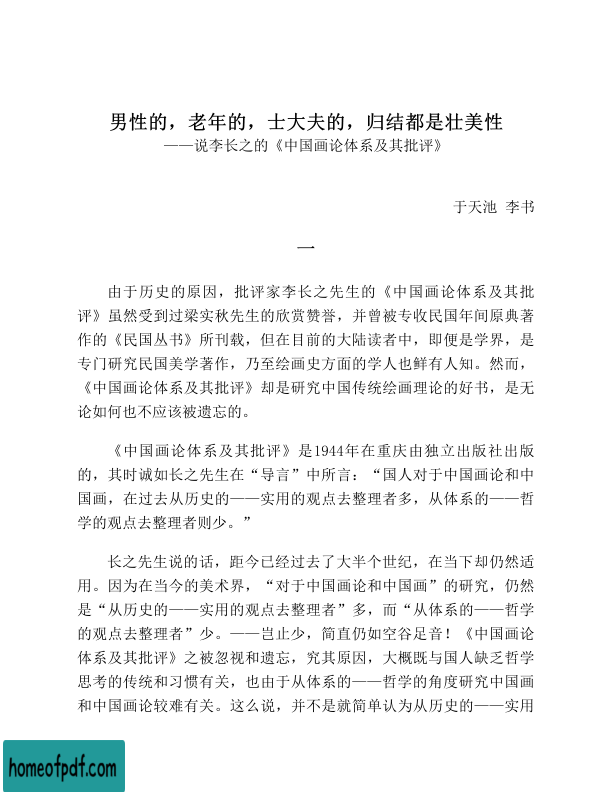 男性的，老年的，士大夫的，归结都是壮美性
——说李长之的《中国画论体系及其批评》
于天池 李书
一
由于历史的原因，批评家李长之先生的《中国画论体系及其批
评》虽然受到过梁实秋先生的欣赏赞誉，并曾被专收民国年间原典著
作的《民国丛书》所刊载，但在目前的大陆读者中，即便是学界，是
专门研究民国美学著作，乃至绘画史方面的学人也鲜有人知。然而，
《中国画论体系及其批评》却是研究中国传统绘画理论的好书，是无
论如何也不应该被遗忘的。
《中国画论体系及其批评》是1944年在重庆由独立出版社出版
的，其时诚如长之先生在“导言”中所言：“国人对于中国画论和中
国画，在过去从历史的——实用的观点去整理者多，从体系的——哲
学的观点去整理者则少。”
长之先生说的话，距今已经过去了大半个世纪，在当下却仍然适
用。因为在当今的美术界，“对于中国画论和中国画”的研究，仍然
是“从历史的——实用的观点去整理者”多，而“从体系的——哲学
的观点去整理者”少。——岂止少，简直仍如空谷足音！《中国画论
体系及其批评》之被忽视和遗忘，究其原因，大概既与国人缺乏哲学
思考的传统和习惯有关，也由于从体系的——哲学的角度研究中国画
和中国画论较难有关。这么说，并不是就简单认为从历史的——实用
homeofpdf.com